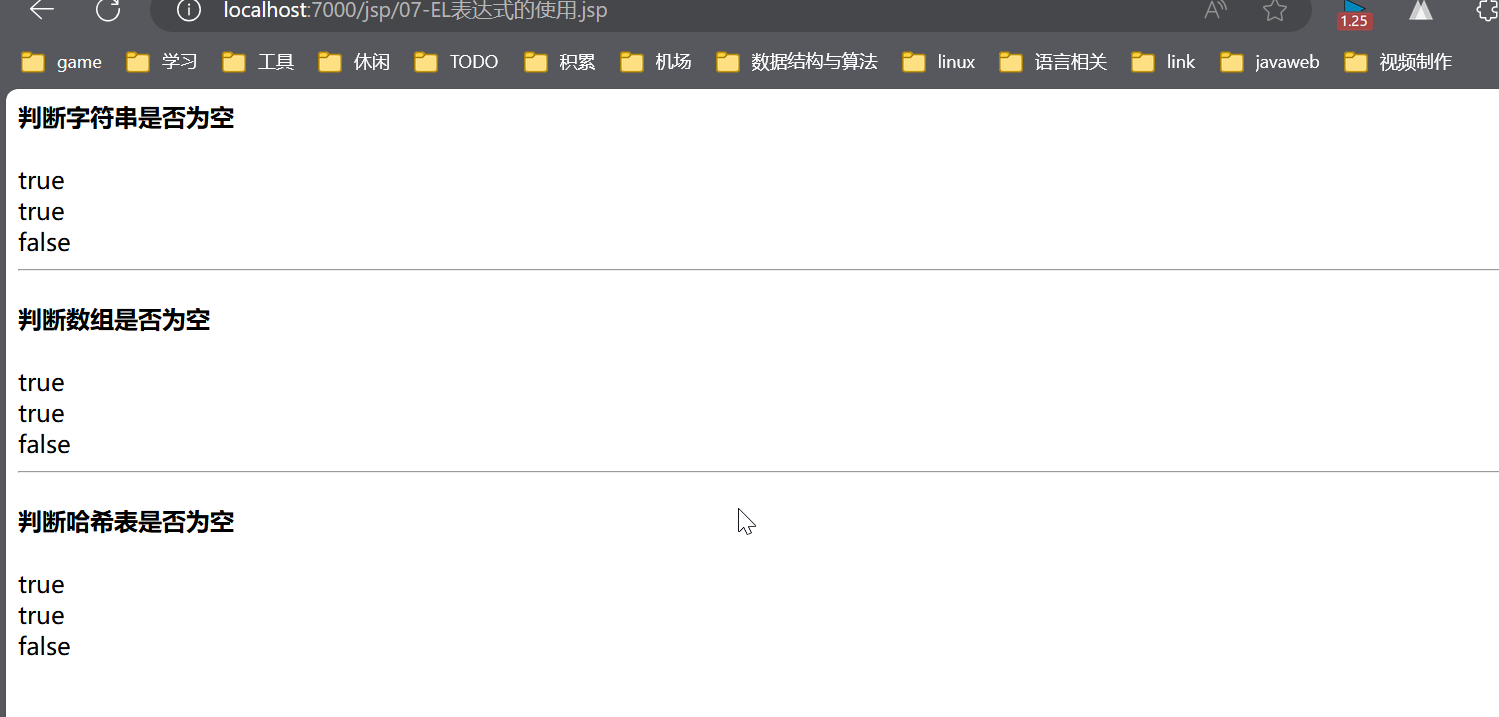 localhost:7000/jsp/07-EL表达式的使用.jsp
1.25
game 学习 工具 休闲 TODO 积累 机场 数据结构与算法 linux 语言相关 link javaweb 视频制作
判断字符串是否为空
true
true
false
判断数组是否为空
true
true
false
判断哈希表是否为空
true
true
false